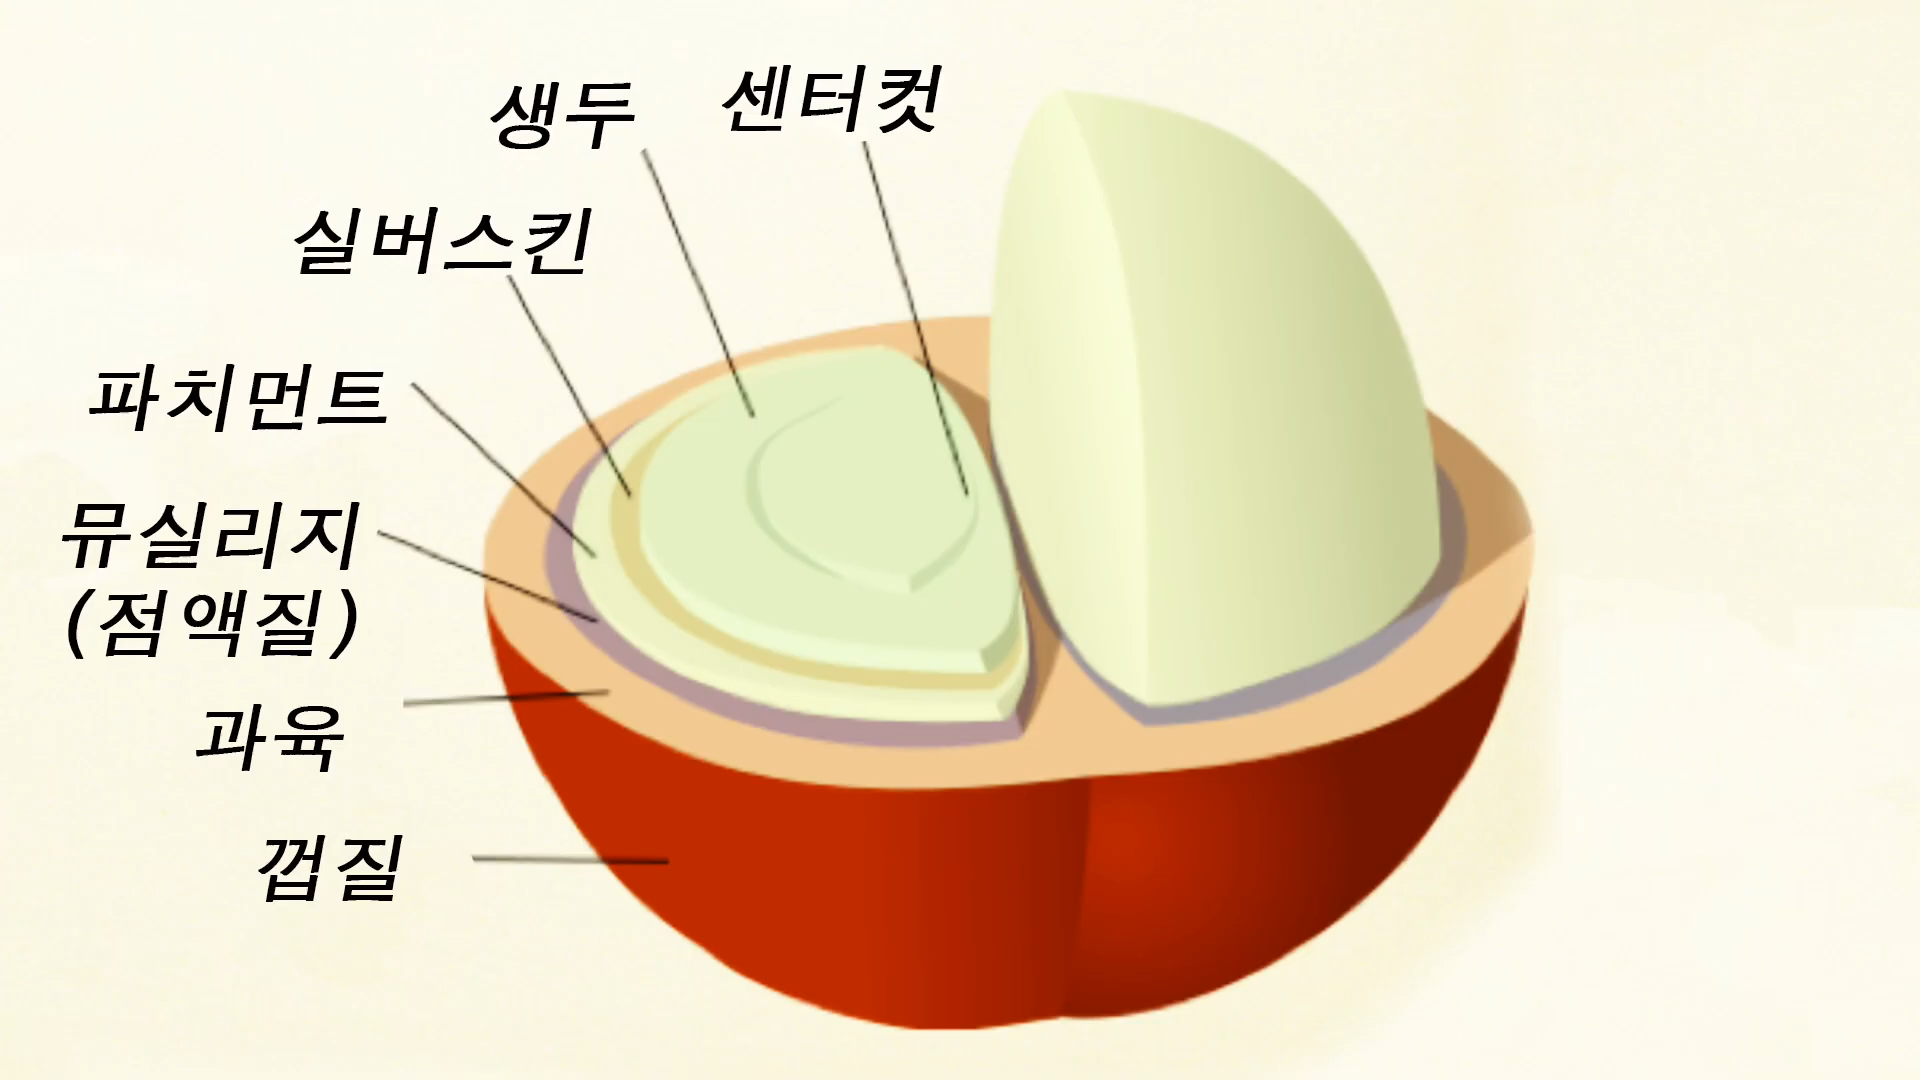 생두 센터컷
실버스킨
파치먼트
뮤실리지
(점액질)
과육
껍질